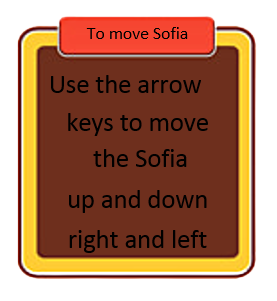 To move Sofia
Use the arrow
keys to move
the Sofia
up and down
right and left